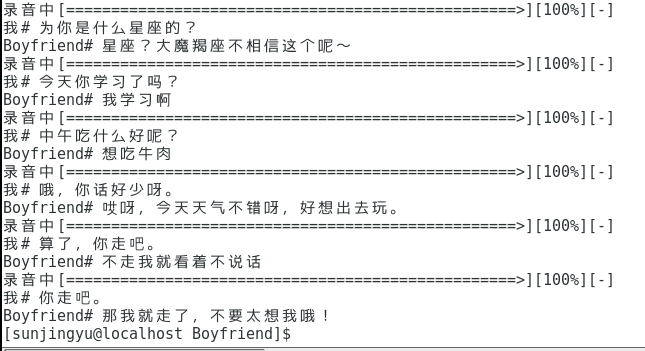 录音中[==================================================>][100%][-]
我# 为你是什么星座的？
Boyfriend# 星座？大魔羯座不相信这个呢～
录音中[==================================================>][100%][-]
我# 今天你学习了吗？
Boyfriend# 我学习啊
录音中[==================================================>][100%][-]
我# 中午吃什么好呢？
Boyfriend# 想吃牛肉
录音中[==================================================>][100%][-]
我# 哦，你话好少呀。
Boyfriend# 哎呀，今天天气不错呀，好想出去玩。
录音中[==================================================>][100%][-]
我# 算了，你走吧。
Boyfriend# 不走我就看着不说话
录音中[==================================================>][100%][-]
我# 你走吧。
Boyfriend# 那我就走了，不要太想我哦！
[sunjingyu@localhost Boyfriend]$